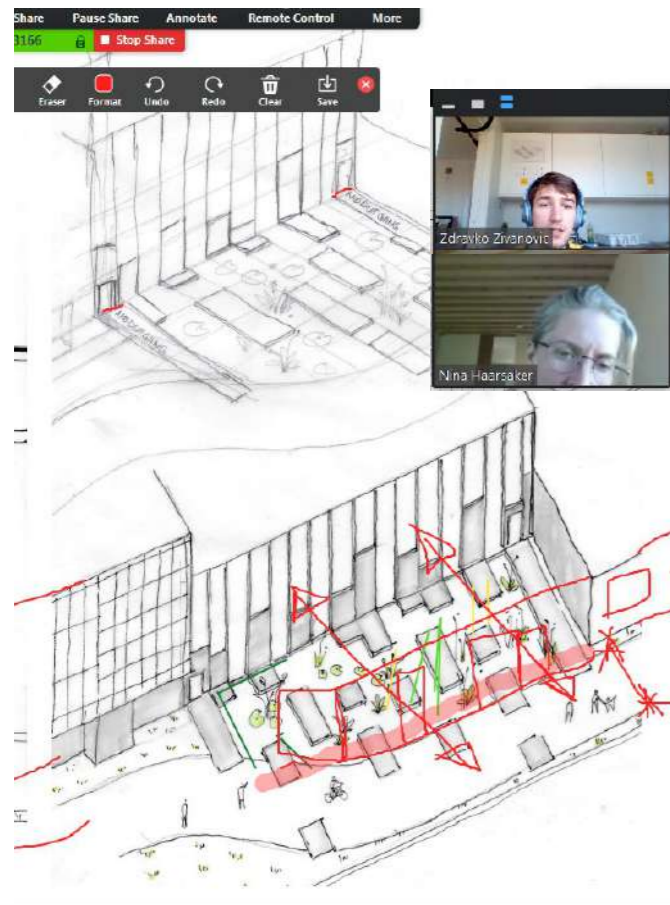 Share Pause Share Annotate Remote Control More
3166 Stop Share
Eraser Format Undo Redo Clear Save
Zdravko Zivanovic
Nina Haarsaker